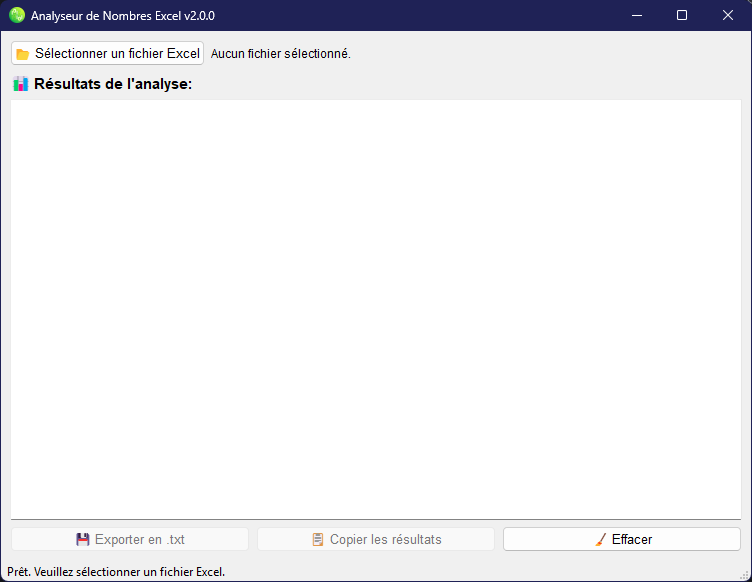 Analyseur de Nombres Excel v2.0.0
Sélectionner un fichier Excel Aucun fichier sélectionné.
Résultats de l'analyse:
Exporter en .txt Copier les résultats Effacer
Prêt. Veuillez sélectionner un fichier Excel.